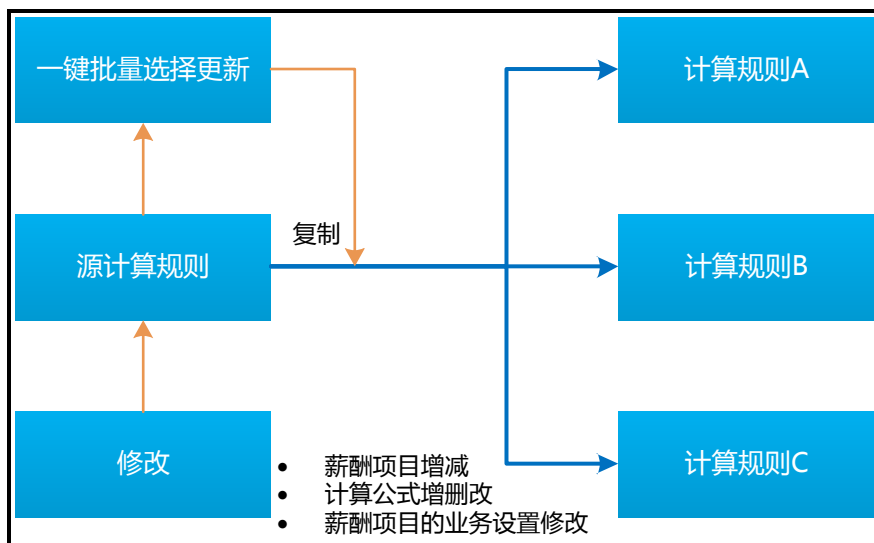 一键批量选择更新
计算规则A
复制
源计算规则
计算规则B
修改
计算规则C
• 薪酬项目增减
• 计算公式增删改
• 薪酬项目的业务设置修改